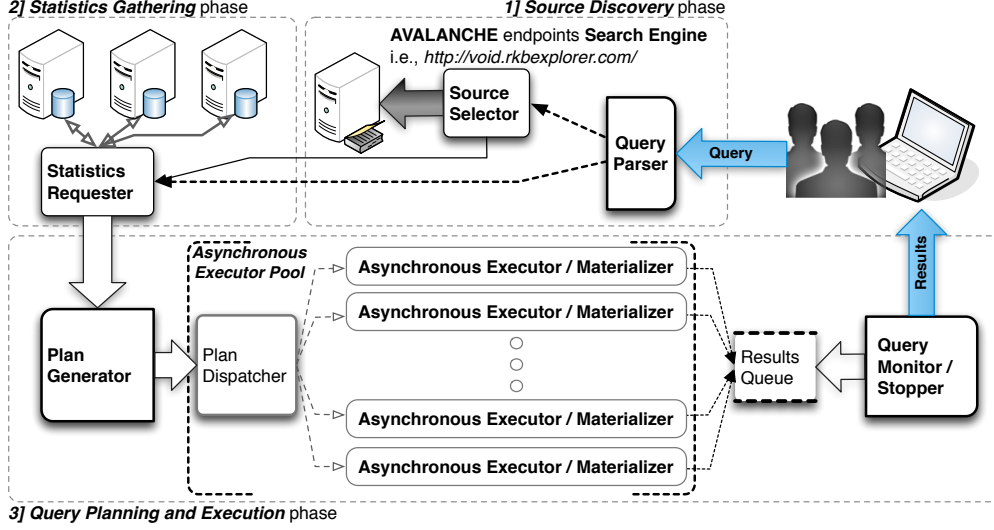 2] Statistics Gathering phase
1] Source Discovery phase
AVALANCHE endpoints Search Engine
i.e., http://void.rkbexplorer.com/
Source
Selector
Query
Parser
Query
Statistics
Requester
Asynchronous
Executor Pool
Results
Asynchronous Executor / Materializer
Asynchronous Executor / Materializer
Plan
Generator
Plan
Dispatcher
Results
Queue
Query
Monitor /
Stopper
Asynchronous Executor / Materializer
Asynchronous Executor / Materializer
3] Query Planning and Execution phase